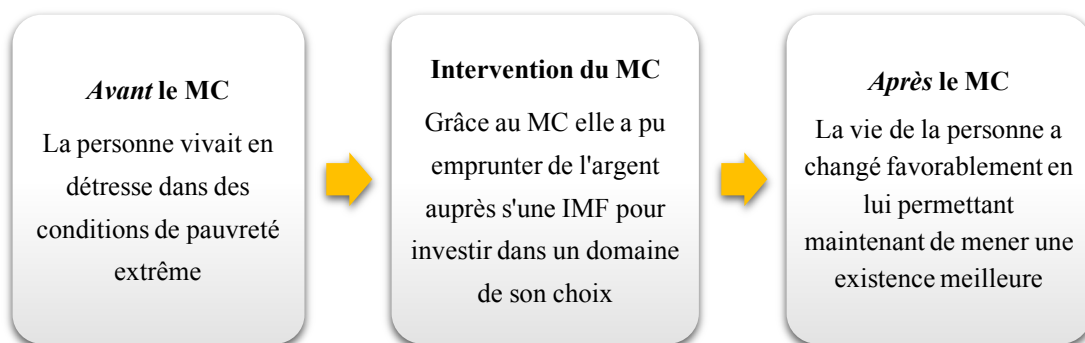 Avant le MC
La personne vivait en
détresse dans des
conditions de pauvreté
extrême
Intervention du MC
Grâce au MC elle a pu
emprunter de l'argent
auprès s'une IMF pour
investir dans un domaine
de son choix
Après le MC
La vie de la personne a
changé favorablement en
lui permettant
maintenant de mener une
existence meilleure